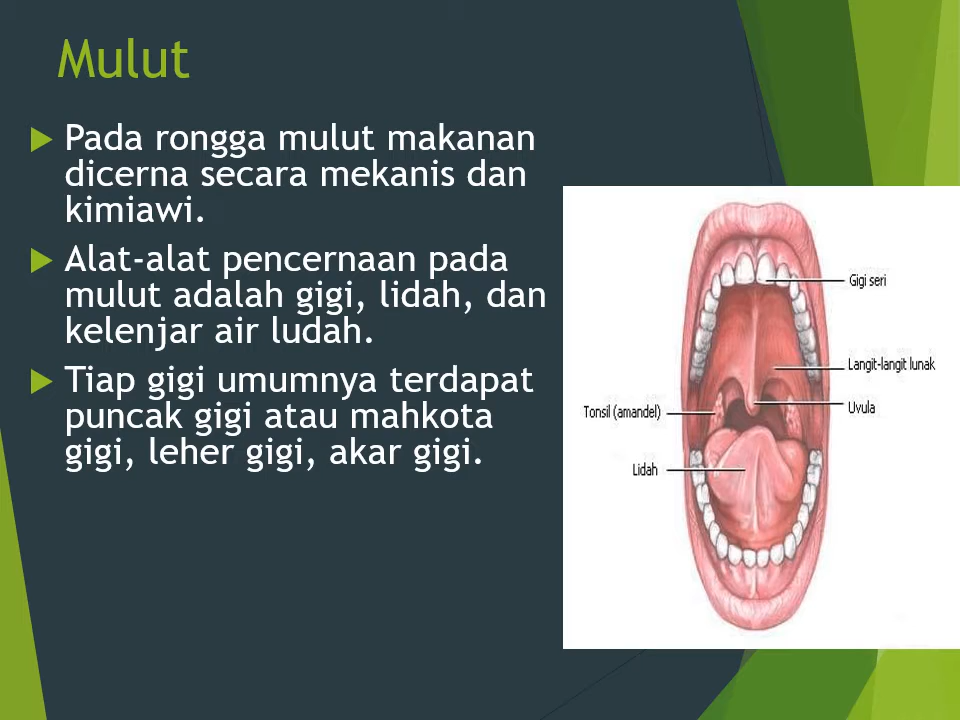 Mulut
Pada rongga mulut makanan
dicerna secara mekanis dan
kimiawi.
Alat-alat pencernaan pada
mulut adalah gigi, lidah, dan
kelenjar air ludah.
Tiap gigi umumnya terdapat
puncak gigi atau mahkota
gigi, leher gigi, akar gigi.
Gigi seri
Langit-langit lunak
Uvula
Tonsil (amandel)
Lidah